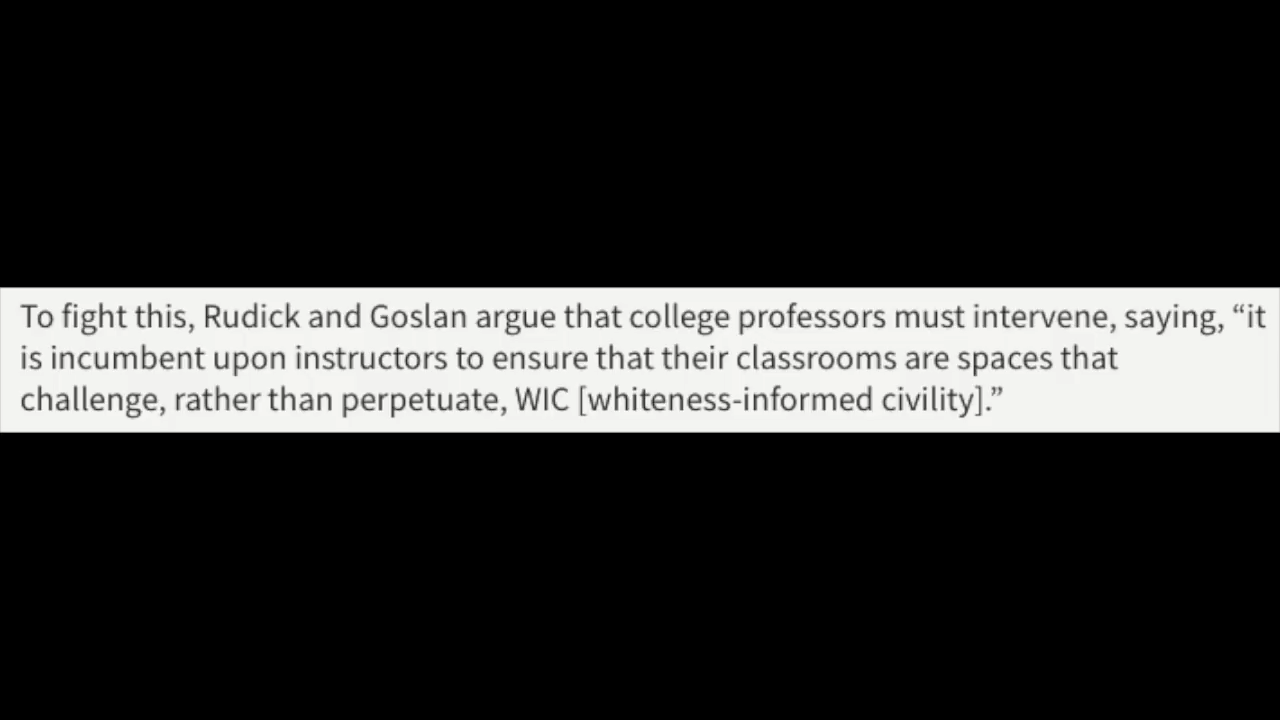 To fight this, Rudick and Goslan argue that college professors must intervene, saying, “it
is incumbent upon instructors to ensure that their classrooms are spaces that
challenge, rather than perpetuate, WIC [whiteness-informed civility].”